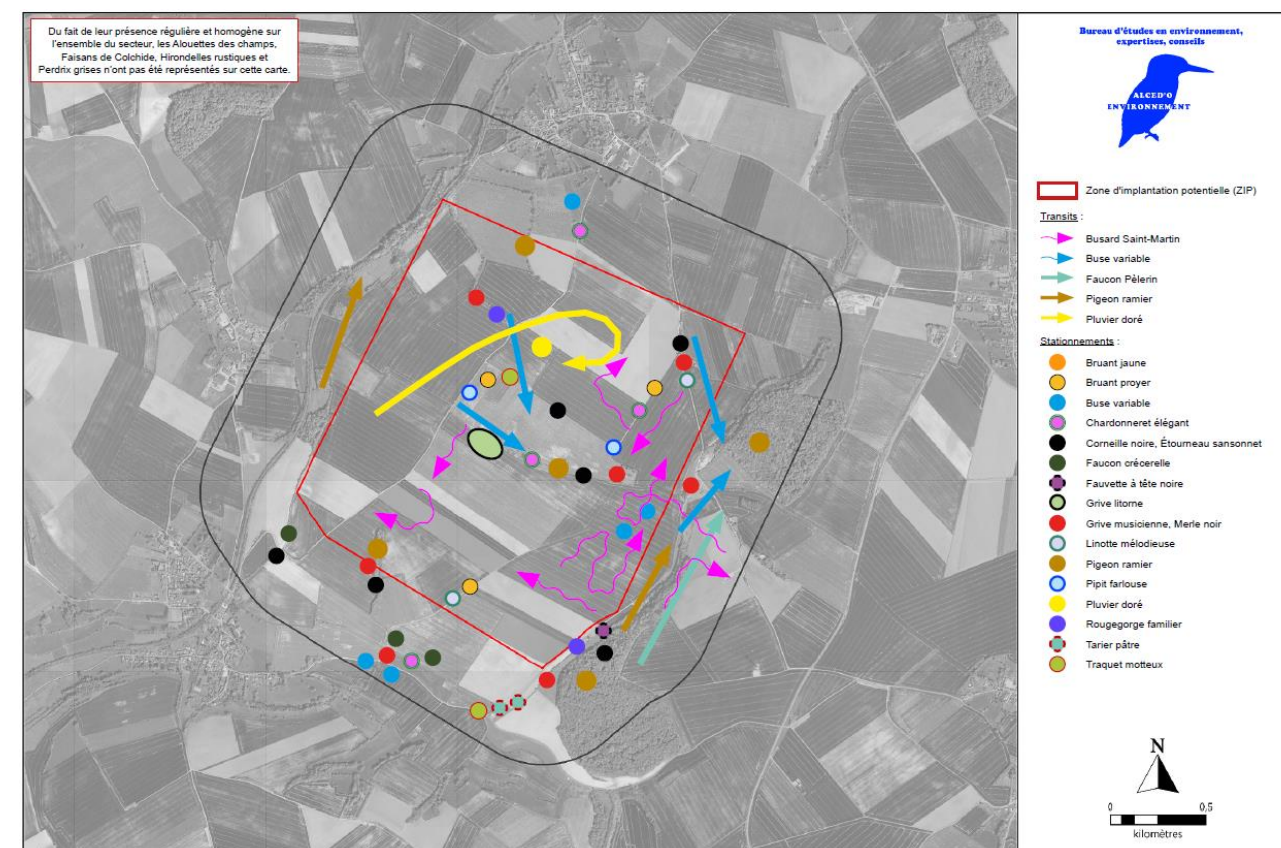 Du fait de leur présence régulière et homogène sur
l'ensemble du secteur, les Alouettes des champs,
Faisans de Colchide, Hirondelles rustiques et
Perdrix grises n'ont pas été représentés sur cette carte.
Bureau d'études en environnement,
expertises, conseils
ALCED'O
ENVIRONNEMENT
Zone d'implantation potentielle (ZIP)
Transits :
Busard Saint-Martin
Buse variable
Faucon Pèlerin
Pigeon ramier
Pluvier doré
Stationnements :
Bruant jaune
Bruant proyer
Buse variable
Chardonneret élégant
Corneille noire, Étourneau sansonnet
Faucon crécerelle
Fauvette à tête noire
Grive litorne
Grive musicienne, Merle noir
Linotte mélodieuse
Pigeon ramier
Pipit farlouse
Pluvier doré
Rougegorge familier
Tarier pâtre
Traquet motteux
N
0 0,5
kilomètres